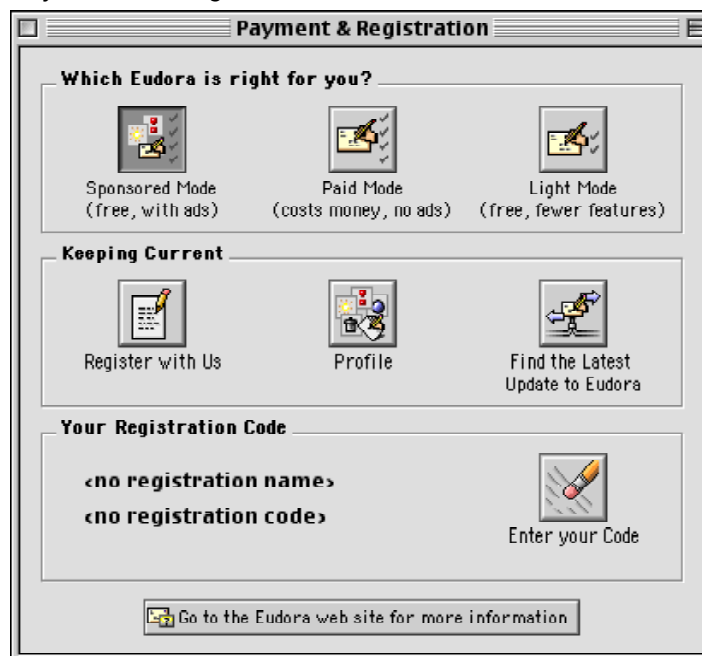 Payment & Registration
Which Eudora is right for you?
Sponsored Mode
(free, with ads)
Paid Mode
(costs money, no ads)
Light Mode
(free, fewer features)
Keeping Current
Register with Us
Profile
Find the Latest
Update to Eudora
Your Registration Code
<no registration name>
<no registration code>
Enter your Code
Go to the Eudora web site for more information